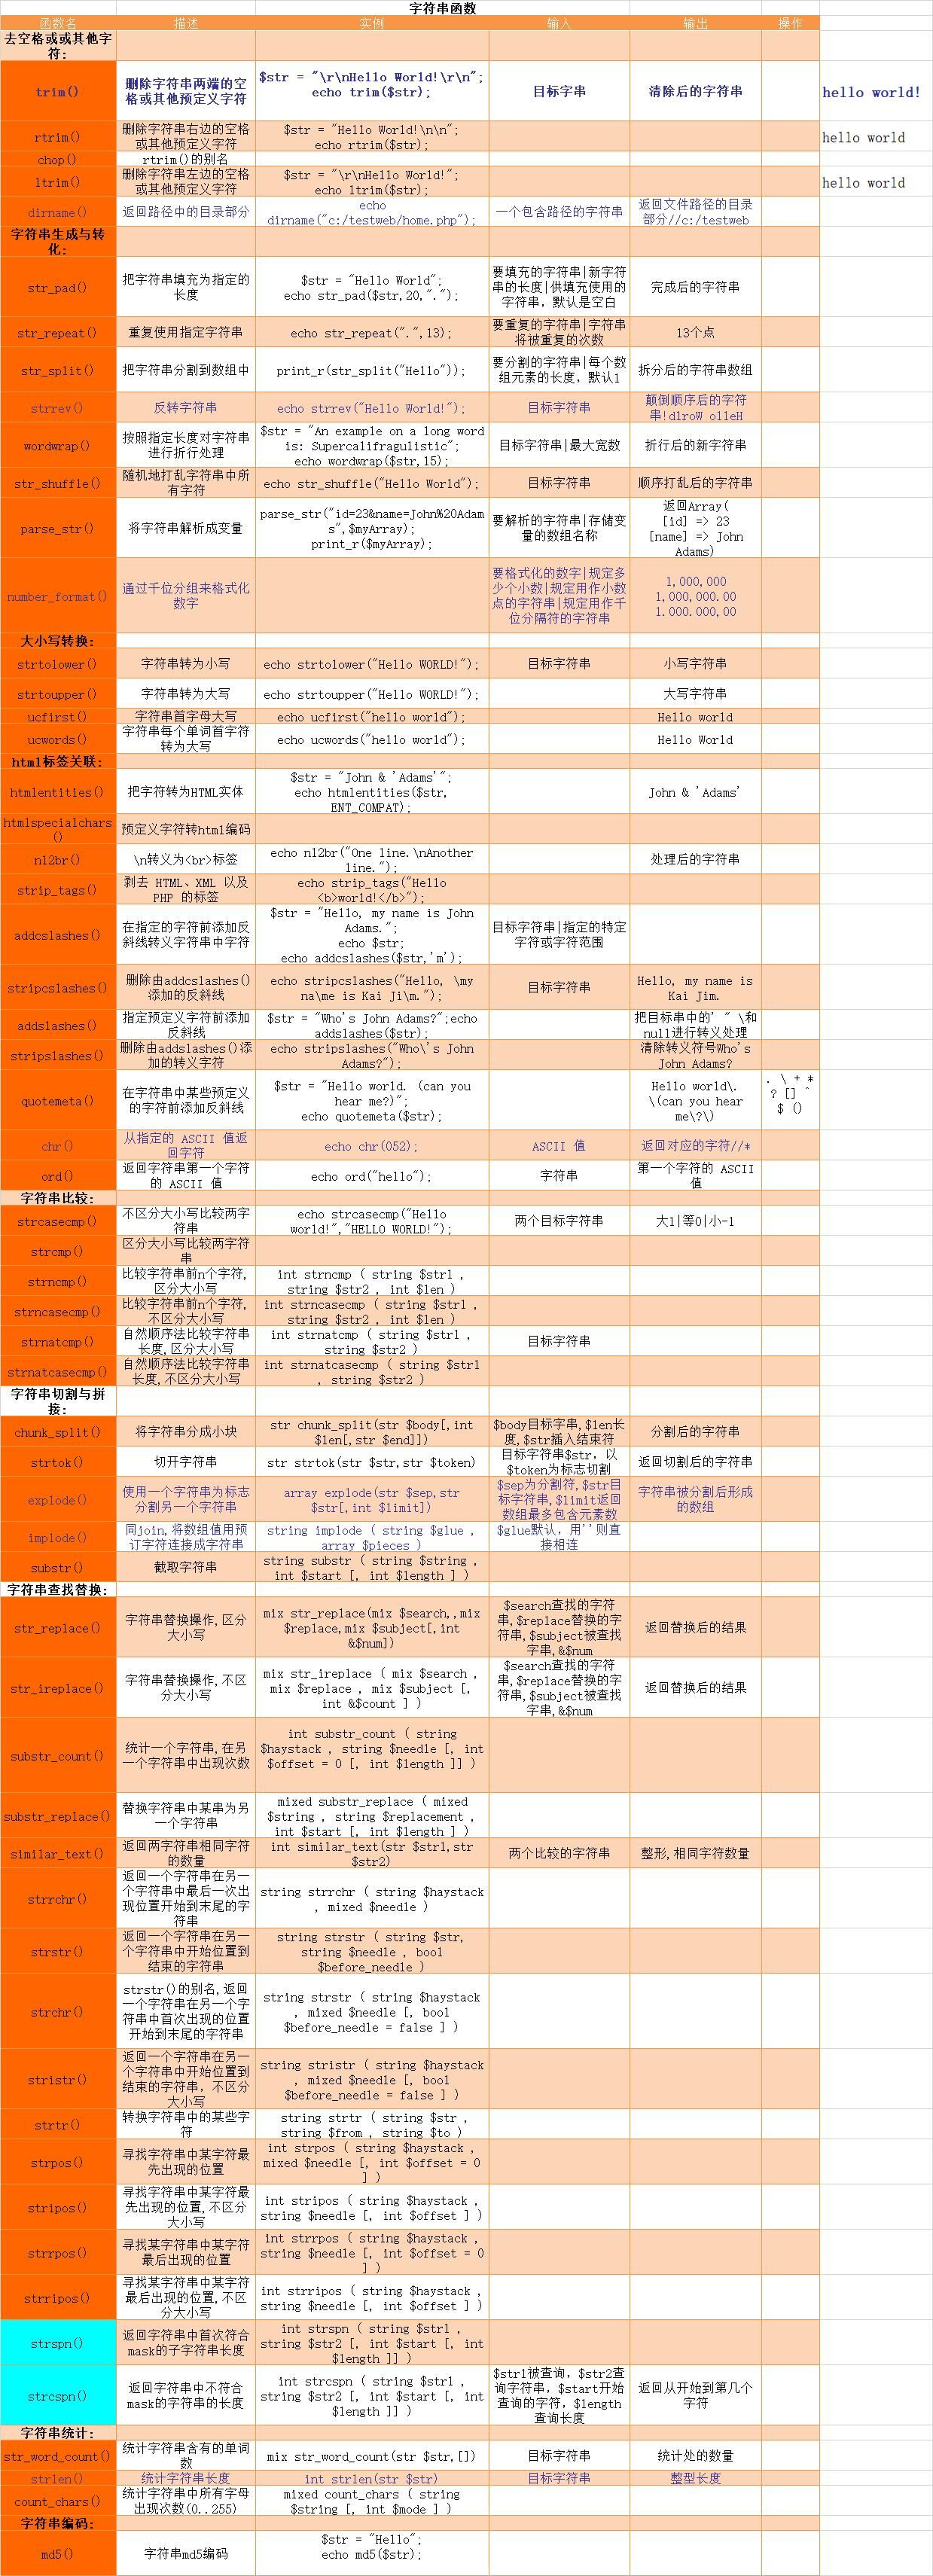 字符串函数
函数名 描述 实例 输入 输出 操作
去空格或或其他字
符:
trim() 删除字符串两端的空
格或其他预定义字符 $str = "\r\nHello World!\r\n";
echo trim($str); 目标字串 清除后的字符串 hello world!
rtrim() 删除字符串右边的空格
或其他预定义字符 $str = "Hello World!\n\n";
echo rtrim($str); hello world
chop() rtrim()的别名
ltrim() 删除字符串左边的空格
或其他预定义字符 $str = "\r\nHello World!";
echo ltrim($str); hello world
dirname() 返回路径中的目录部分 echo
dirname("c:/testweb/home.php"); 一个包含路径的字符串 返回文件路径的目录
部分//c:/testweb
字符串生成与转
化:
str_pad() 把字符串填充为指定的
长度 $str = "Hello World";
echo str_pad($str,20,"."); 要填充的字符串|新字符
串的长度|供填充使用的
字符串，默认是空白 完成后的字符串
str_repeat() 重复使用指定字符串 echo str_repeat(".",13); 要重复的字符串|字符串
将被重复的次数 13个点
str_split() 把字符串分割到数组中 print_r(str_split("Hello")); 要分割的字符串|每个数
组元素的长度，默认1 拆分后的字符串数组
strrev() 反转字符串 echo strrev("Hello World!"); 目标字符串 颠倒顺序后的字符
串!dlroW olleH
wordwrap() 按照指定长度对字符串
进行折行处理 $str = "An example on a long word
is: Supercalifragulistic";
echo wordwrap($str,15); 目标字符串|最大宽数 折行后的新字符串
str_shuffle() 随机地打乱字符串中所
有字符 echo str_shuffle("Hello World"); 目标字符串 顺序打乱后的字符串
parse_str() 将字符串解析成变量 parse_str("id=23&name=John%20Adam
s",$myArray);
print_r($myArray); 要解析的字符串|存储变
量的数组名称 返回Array(
[id] => 23
[name] => John
Adams)
number_format() 通过千位分组来格式化
数字 要格式化的数字|规定多
少个小数|规定用作小数
点的字符串|规定用作千
位分隔符的字符串 1,000,000
1,000,000.00
1.000.000,00
大小写转换:
strtolower() 字符串转为小写 echo strtolower("Hello WORLD!"); 目标字符串 小写字符串
strtoupper() 字符串转为大写 echo strtoupper("Hello WORLD!"); 大写字符串
ucfirst() 字符串首字母大写 echo ucfirst("hello world"); Hello world
ucwords() 字符串每个单词首字符
转为大写 echo ucwords("hello world"); Hello World
html标签关联:
htmlentities() 把字符转为HTML实体 $str = "John & 'Adams'";
echo htmlentities($str,
ENT_COMPAT); John & 'Adams'
htmlspecialchars
() 预定义字符转html编码
nl2br() \n转义为<br>标签 echo nl2br("One line.\nAnother
line."); 处理后的字符串
strip_tags() 剥去 HTML、XML 以及
PHP 的标签 echo strip_tags("Hello
<b>world!</b>");
addcslashes() 在指定的字符前添加反
斜线转义字符串中字符 $str = "Hello, my name is John
Adams.";
echo $str;
echo addcslashes($str,'m'); 目标字符串|指定的特定
字符或字符范围
stripcslashes() 删除由addcslashes()
添加的反斜线 echo stripcslashes("Hello, \my
na\me is Kai Ji\m."); 目标字符串 Hello, my name is
Kai Jim.
addslashes() 指定预定义字符前添加
反斜线 $str = "Who's John Adams?";echo
addslashes($str); 把目标串中的' " \和
null进行转义处理
stripslashes() 删除由addslashes()添
加的转义字符 echo stripslashes("Who\'s John
Adams?"); 清除转义符号Who's
John Adams?
quotemeta() 在字符串中某些预定义
的字符前添加反斜线 $str = "Hello world. (can you
hear me?)";
echo quotemeta($str); Hello world\.
\(can you hear
me\?\) . \ + *
? [] ^
$ ()
chr() 从指定的 ASCII 值返
回字符 echo chr(052); ASCII 值 返回对应的字符//*
ord() 返回字符串第一个字符
的 ASCII 值 echo ord("hello"); 字符串 第一个字符的 ASCII
值
字符串比较:
strcasecmp() 不区分大小写比较两字
符串 echo strcasecmp("Hello
world!","HELLO WORLD!"); 两个目标字符串 大1|等0|小-1
strcmp() 区分大小写比较两字符
串
strncmp() 比较字符串前n个字符,
区分大小写 int strncmp ( string $str1 ,
string $str2 , int $len )
strncasecmp() 比较字符串前n个字符,
不区分大小写 int strncasecmp ( string $str1 ,
string $str2 , int $len )
strnatcmp() 自然顺序法比较字符串
长度,区分大小写 int strnatcmp ( string $str1 ,
string $str2 ) 目标字符串
strnatcasecmp() 自然顺序法比较字符串
长度,不区分大小写 int strnatcasecmp ( string $str1
, string $str2 )
字符串切割与拼
接:
chunk_split() 将字符串分成小块 str chunk_split(str $body[,int
$len[,str $end]]) $body目标字串,$len长
度,$str插入结束符 分割后的字符串
strtok() 切开字符串 str strtok(str $str,str $token) 目标字符串$str，以
$token为标志切割 返回切割后的字符串
explode() 使用一个字符串为标志
分割另一个字符串 array explode(str $sep,str
$str[,int $limit]) $sep为分割符,$str目
标字符串,$limit返回
数组最多包含元素数 字符串被分割后形成
的数组
implode() 同join,将数组值用预
订字符连接成字符串 string implode ( string $glue ,
array $pieces ) $glue默认，用''则直
接相连
substr() 截取字符串 string substr ( string $string ,
int $start [, int $length ] )
字符串查找替换:
str_replace() 字符串替换操作,区分
大小写 mix str_replace(mix $search,,mix
$replace,mix $subject[,int
&$num]) $search查找的字符
串,$replace替换的字
符串,$subject被查找
字串,&$num 返回替换后的结果
str_ireplace() 字符串替换操作,不区
分大小写 mix str_ireplace ( mix $search ,
mix $replace , mix $subject [,
int &$count ] ) $search查找的字符
串,$replace替换的字
符串,$subject被查找
字串,&$num 返回替换后的结果
substr_count() 统计一个字符串,在另
一个字符串中出现次数 int substr_count ( string
$haystack , string $needle [, int
$offset = 0 [, int $length ]] )
substr_replace() 替换字符串中某串为另
一个字符串 mixed substr_replace ( mixed
$string , string $replacement ,
int $start [, int $length ] )
similar_text() 返回两字符串相同字符
的数量 int similar_text(str $str1,str
$str2) 两个比较的字符串 整形,相同字符数量
strrchr() 返回一个字符串在另一
个字符串中最后一次出
现位置开始到末尾的字
符串 string strrchr ( string $haystack
, mixed $needle )
strstr() 返回一个字符串在另一
个字符串中开始位置到
结束的字符串 string strstr ( string $str,
string $needle , bool
$before_needle )
strchr() strstr()的别名,返回
一个字符串在另一个字
符串中首次出现的位置
开始到末尾的字符串 string strstr ( string $haystack
, mixed $needle [, bool
$before_needle = false ] )
stristr() 返回一个字符串在另一
个字符串中开始位置到
结束的字符串，不区分
大小写 string stristr ( string $haystack
, mixed $needle [, bool
$before_needle = false ] )
strtr() 转换字符串中的某些字
符 string strtr ( string $str ,
string $from , string $to )
strpos() 寻找字符串中某字符最
先出现的位置 int strpos ( string $haystack ,
mixed $needle [, int $offset = 0
] )
stripos() 寻找字符串中某字符最
先出现的位置,不区分
大小写 int stripos ( string $haystack ,
string $needle [, int $offset ] )
strrpos() 寻找某字符串中某字符
最后出现的位置 int strrpos ( string $haystack ,
string $needle [, int $offset = 0
] )
strripos() 寻找某字符串中某字符
最后出现的位置,不区
分大小写 int strripos ( string $haystack ,
string $needle [, int $offset ] )
strspn() 返回字符串中首次符合
mask的子字符串长度 int strspn ( string $str1 ,
string $str2 [, int $start [, int
$length ]] )
strcspn() 返回字符串中不符合
mask的字符串的长度 int strcspn ( string $str1 ,
string $str2 [, int $start [, int
$length ]] ) $str1被查询，$str2查
询字符串，$start开始
查询的字符，$length
查询长度 返回从开始到第几个
字符
字符串统计:
str_word_count() 统计字符串含有的单词
数 mix str_word_count(str $str,[]) 目标字符串 统计处的数量
strlen() 统计字符串长度 int strlen(str $str) 目标字符串 整型长度
count_chars() 统计字符串中所有字母
出现次数(0..255) mixed count_chars ( string
$string [, int $mode ] )
字符串编码:
md5() 字符串md5编码 $str = "Hello";
echo md5($str);